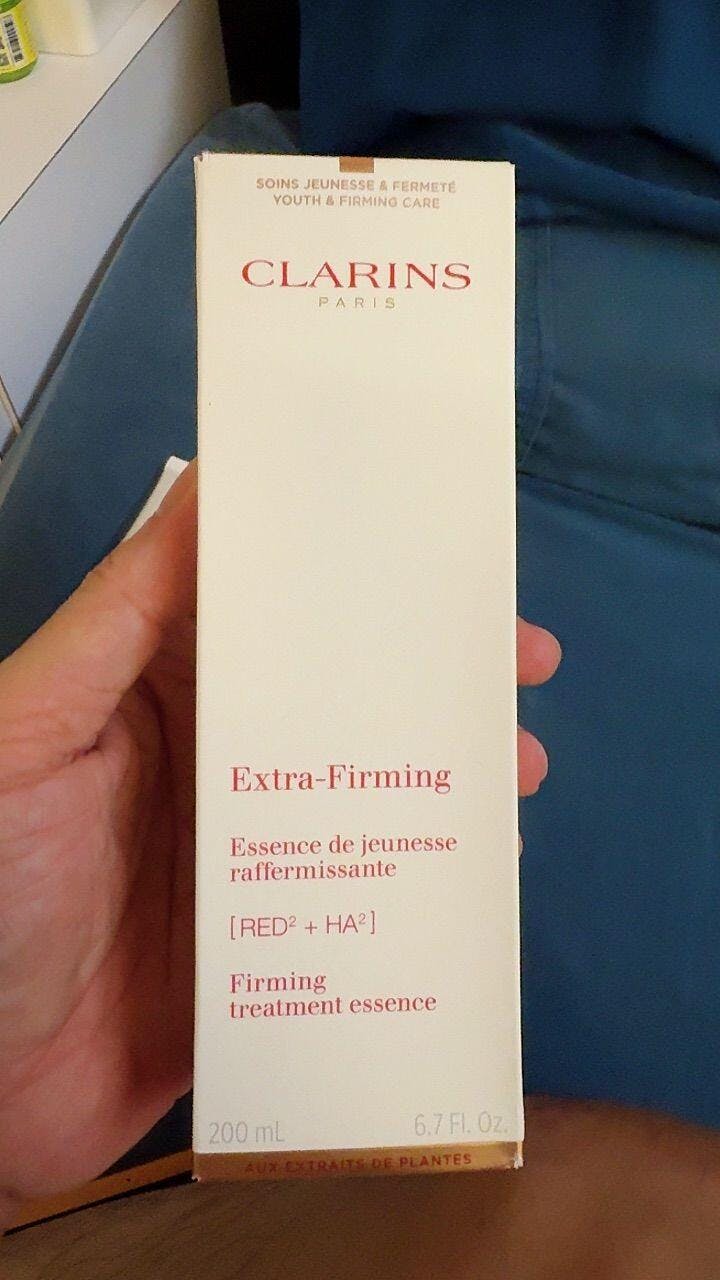 SOINS JEUNESSE & FERMETÉ
YOUTH & FIRMING CARE
CLARINS
PARIS
Extra-Firming
Essence de jeunesse
raffermissante
[RED² + HA²]
Firming
treatment essence
200 mL 6.7 Fl. Oz.
AUX EXTRAITS DE PLANTES